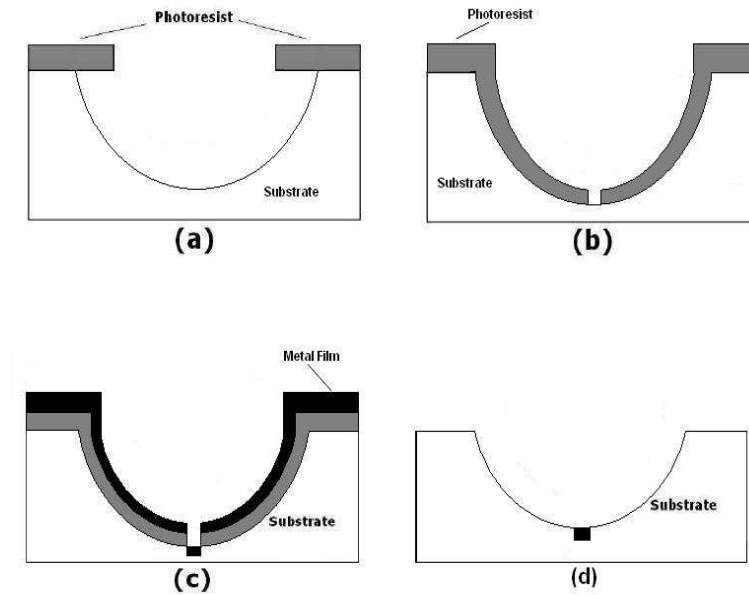 Photoresist
Substrate
(a)
Photoresist
Substrate
(b)
Metal Film
Substrate
(c)
Substrate
(d)